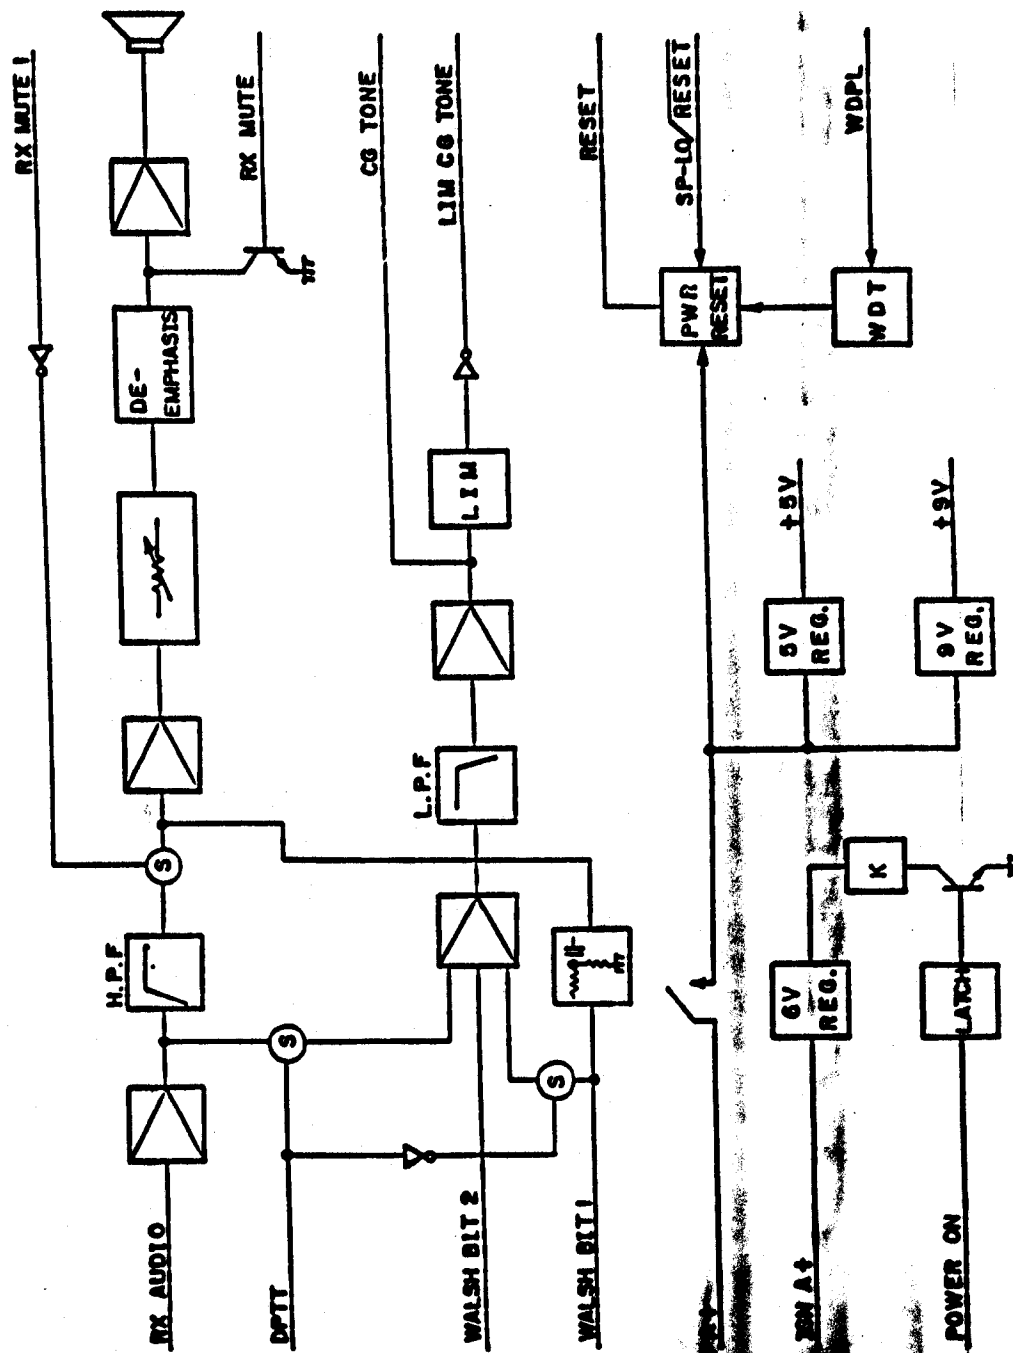 RX AUDIO
H.P.F
S
DE-
EMPHASIS
RX MUTE 1
RX MUTE
DPTT
S
S
WALSH BIT 2
WALSH BIT 1
L.P.F
LIM
CG TONE
LIM CG TONE
RESET
SP-LO/RESET
PWR
RESET
WDT
WDPL
IGN A+
6V
REG.
K
5V
REG.
+5V
9V
REG.
+9V
POWER ON
LATCH